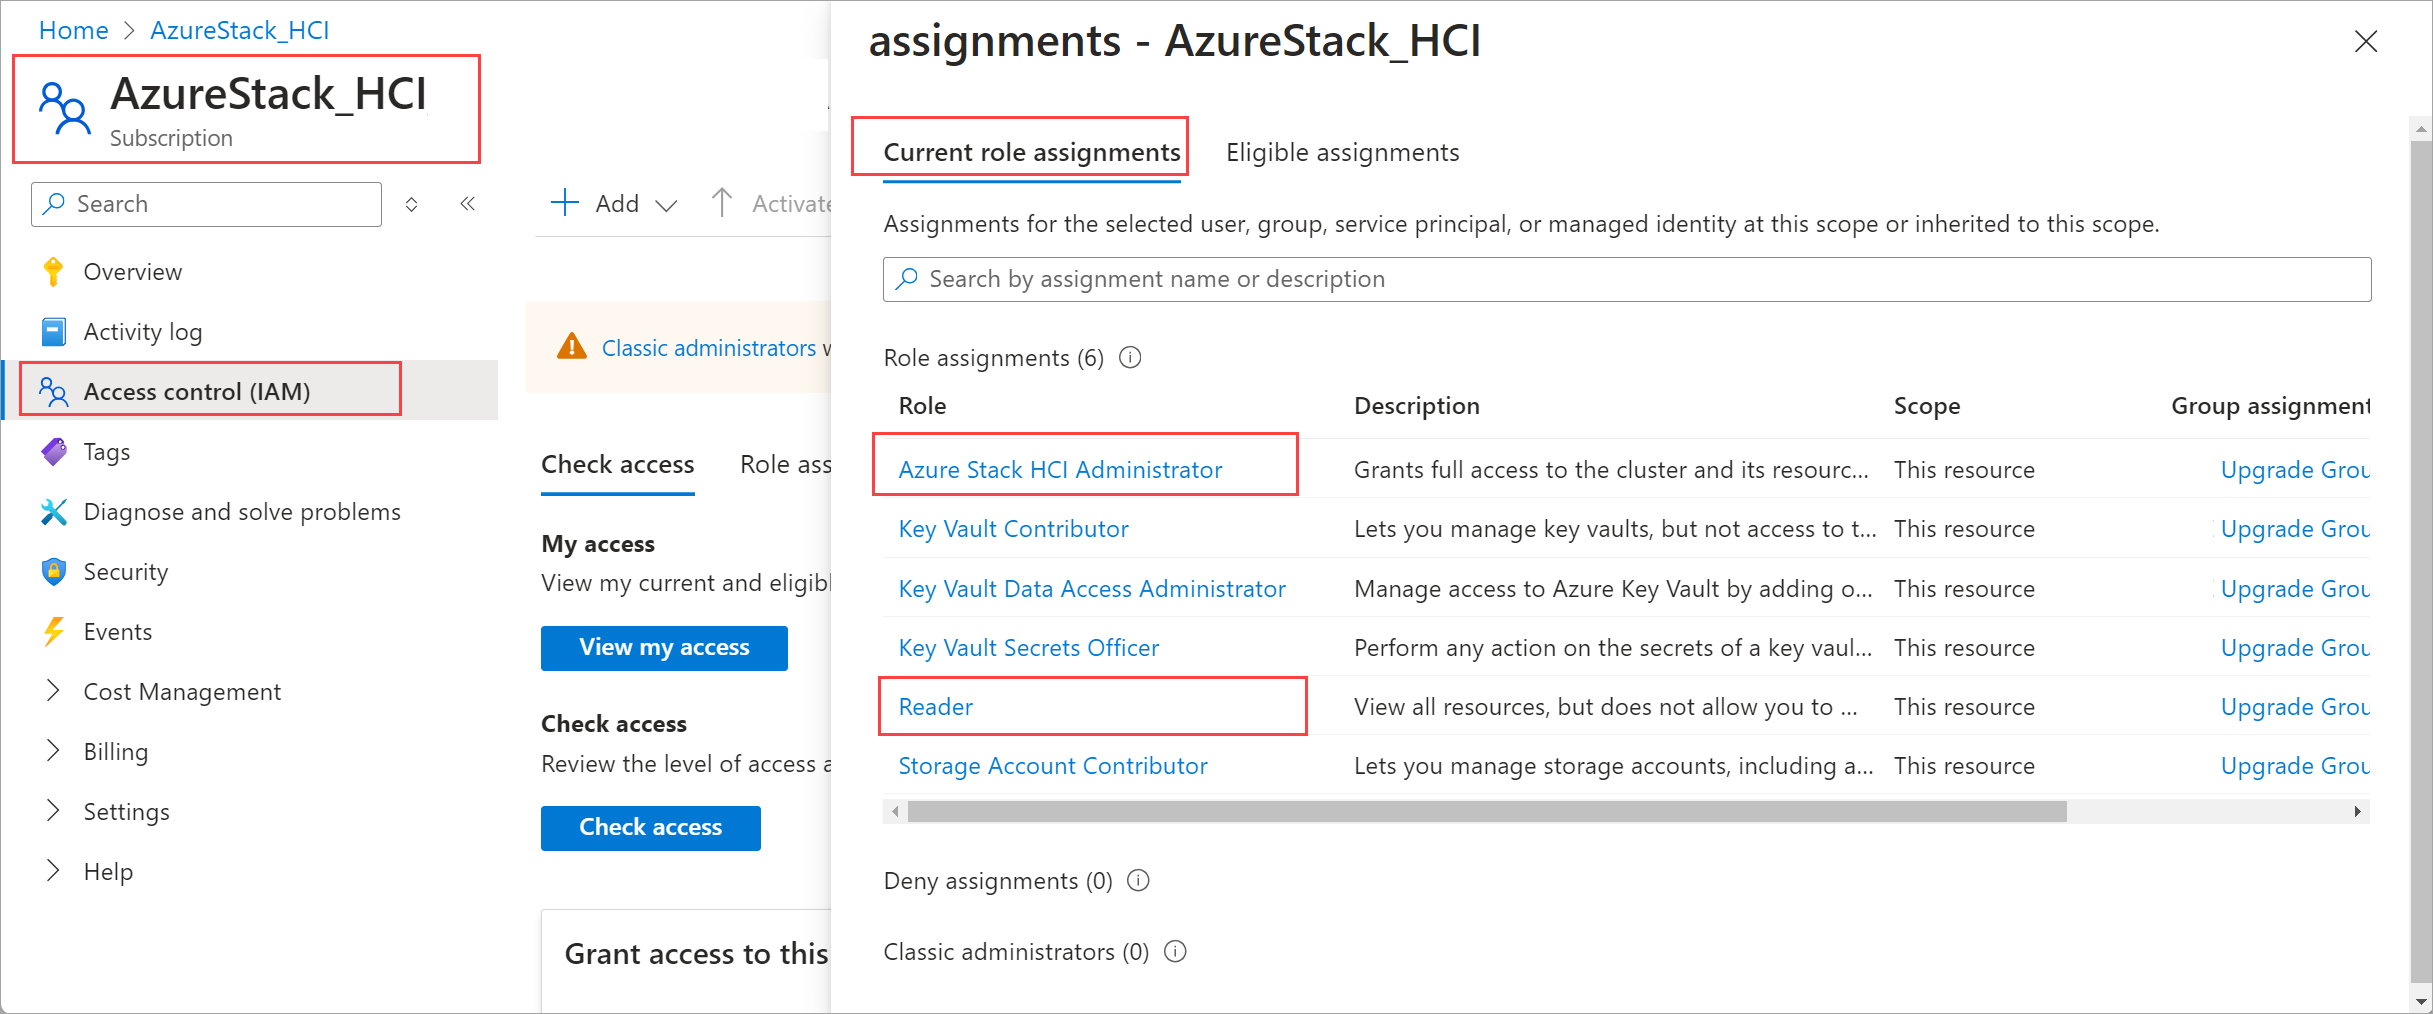 Home > AzureStack_HCI
AzureStack_HCI
Subscription
Search
Overview
Activity log
Access control (IAM)
Tags
Diagnose and solve problems
Security
Events
Cost Management
Billing
Settings
Help
Add
Activate
Classic administrators
Check access
Role ass
My access
View my current and eligibl
View my access
Check access
Review the level of access a
Check access
Grant access to this
assignments - AzureStack_HCI
Current role assignments
Eligible assignments
Assignments for the selected user, group, service principal, or managed identity at this scope or inherited to this scope.
Search by assignment name or description
Role assignments (6)
Role Description Scope Group assignment
Azure Stack HCI Administrator Grants full access to the cluster and its resourc... This resource Upgrade Grou
Key Vault Contributor Lets you manage key vaults, but not access to t... This resource Upgrade Grou
Key Vault Data Access Administrator Manage access to Azure Key Vault by adding o... This resource Upgrade Grou
Key Vault Secrets Officer Perform any action on the secrets of a key vaul... This resource Upgrade Grou
Reader View all resources, but does not allow you to ... This resource Upgrade Grou
Storage Account Contributor Lets you manage storage accounts, including a... This resource Upgrade Grou
Deny assignments (0)
Classic administrators (0)